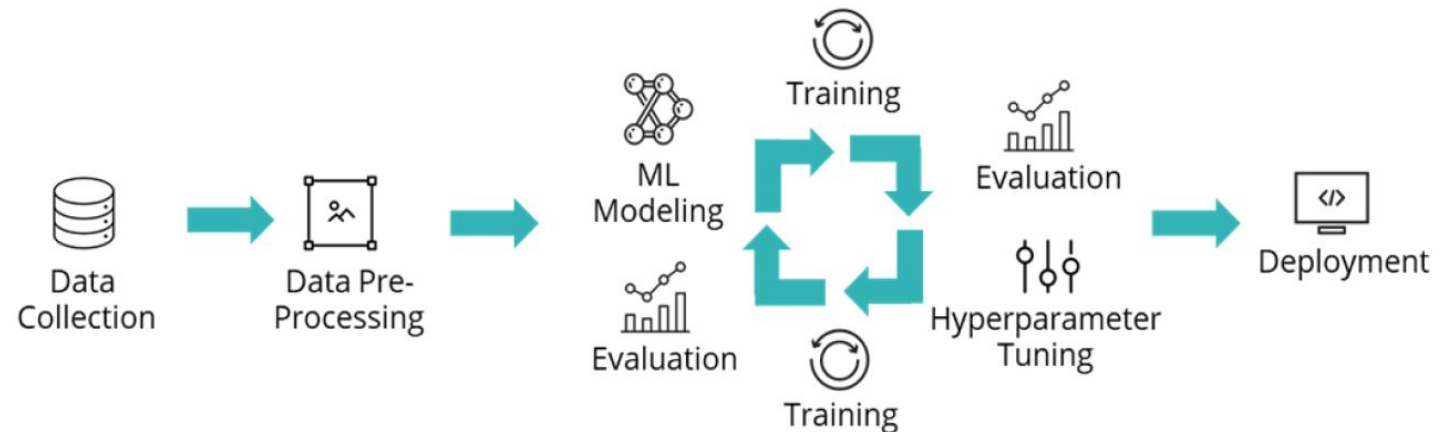 Data
Collection
Data Pre-
Processing
ML
Modeling
Training
Evaluation
Hyperparameter
Tuning
Training
Evaluation
</>
Deployment